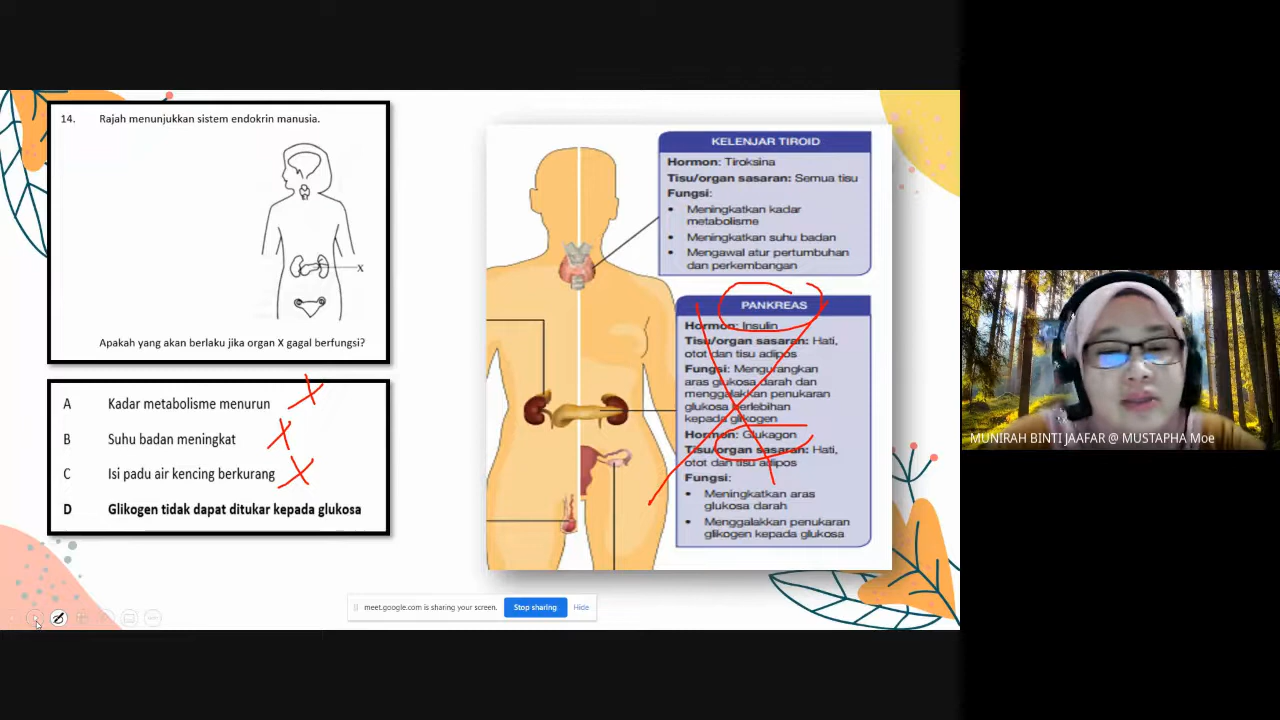 14. Rajah menunjukkan sistem endokrin manusia.
X
Apakah yang akan berlaku jika organ X gagal berfungsi?
A Kadar metabolisme menurun
B Suhu badan meningkat
C Isi padu air kencing berkurang
D Glikogen tidak dapat ditukar kepada glukosa
KELENJAR TIROID
Hormon: Tiroksina
Tisu/organ sasaran: Semua tisu
Fungsi:
• Meningkatkan kadar
metabolisme
• Meningkatkan suhu badan
• Mengawal atur pertumbuhan
dan perkembangan
PANKREAS
Hormon: Insulin
Tisu/organ sasaran: Hati,
otot dan tisu adipos
Fungsi: Mengurangkan
aras glukosa darah dan
menggalakkan penukaran
glukosa berlebihan
kepada glikogen
Hormon: Glukagon
Tisu/organ sasaran: Hati,
otot dan tisu adipos
Fungsi:
• Meningkatkan aras
glukosa darah
• Menggalakkan penukaran
glikogen kepada glukosa
meet.google.com is sharing your screen.
Stop sharing
Hide
MUNIRAH BINTI JAAFAR @ MUSTAPHA Moe